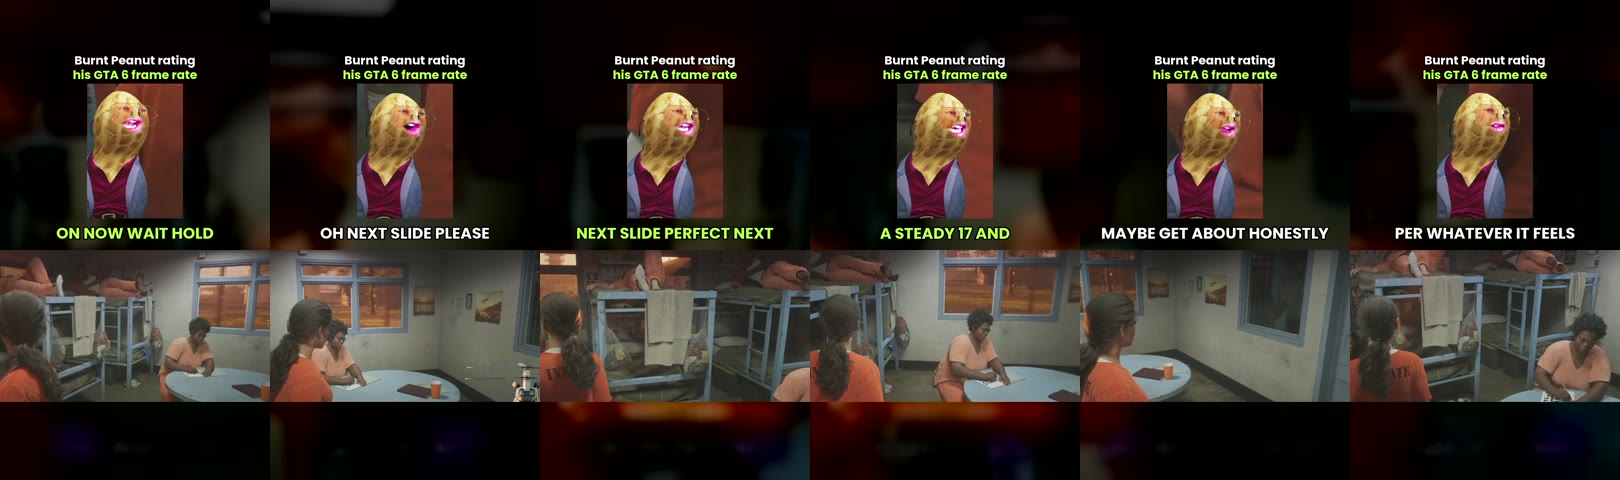 Burnt Peanut rating
his GTA 6 frame rate
ON NOW WAIT HOLD
Burnt Peanut rating
his GTA 6 frame rate
OH NEXT SLIDE PLEASE
Burnt Peanut rating
his GTA 6 frame rate
NEXT SLIDE PERFECT NEXT
Burnt Peanut rating
his GTA 6 frame rate
A STEADY 17 AND
Burnt Peanut rating
his GTA 6 frame rate
MAYBE GET ABOUT HONESTLY
Burnt Peanut rating
his GTA 6 frame rate
PER WHATEVER IT FEELS